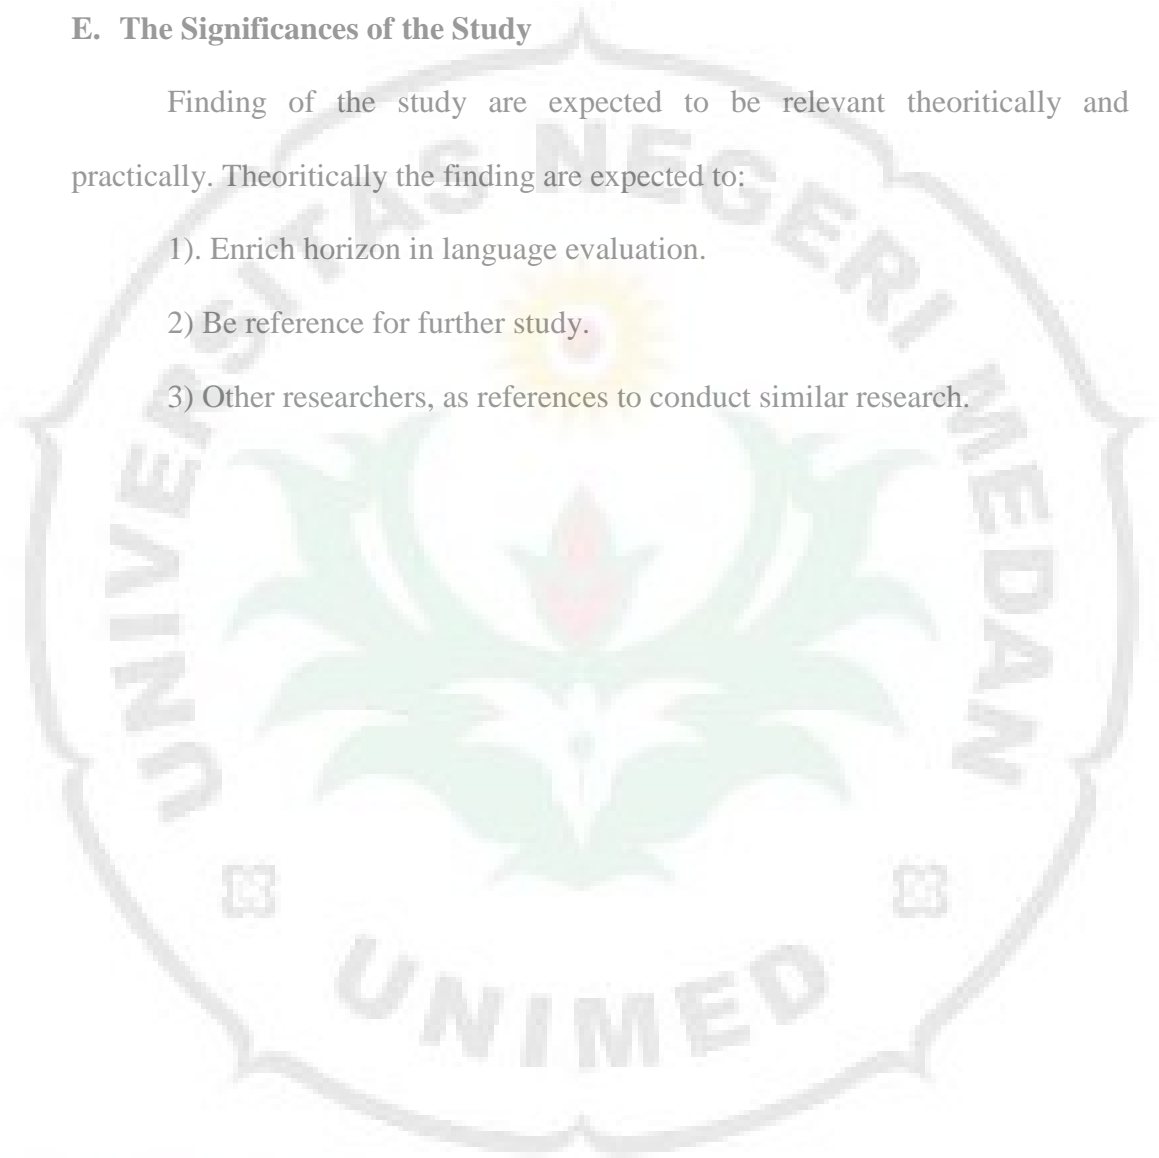 E. The Significances of the Study
Finding of the study are expected to be relevant theoritically and
practically. Theoritically the finding are expected to:
1). Enrich horizon in language evaluation.
2) Be reference for further study.
3) Other researchers, as references to conduct similar research.
UNIVERSITAS NEGERI MEDAN
UNIMED